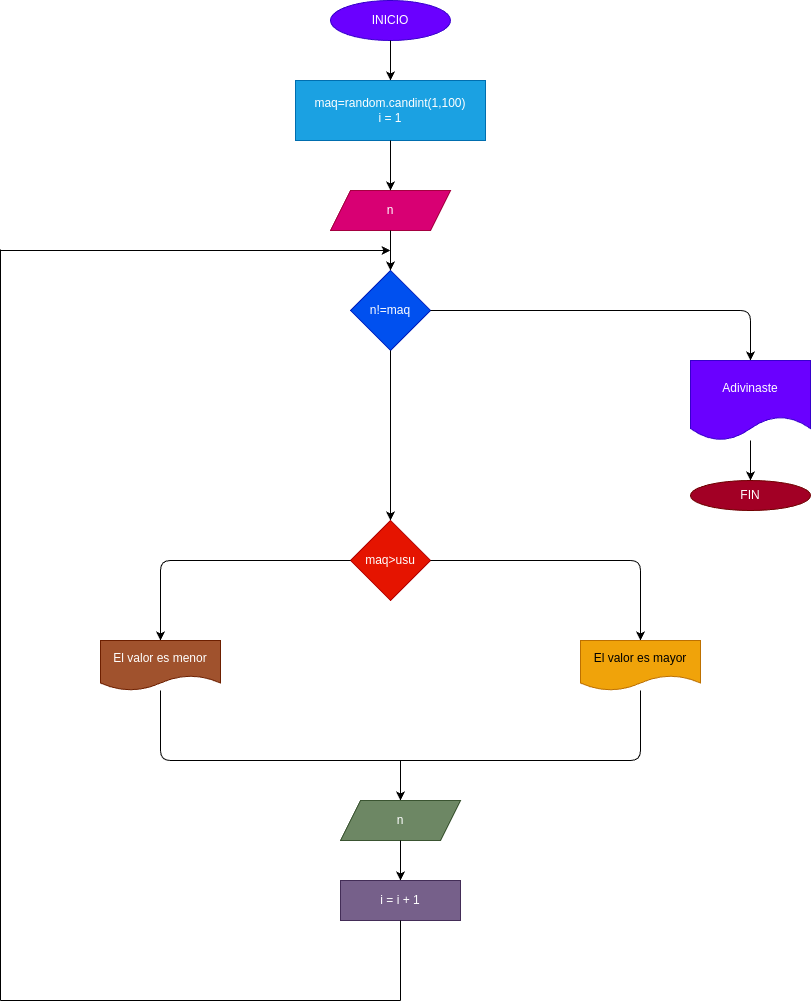 INICIO
maq=random.candint(1,100)
i = 1
n
n!=maq
Adivinaste
FIN
maq>usu
El valor es menor
El valor es mayor
n
i = i + 1